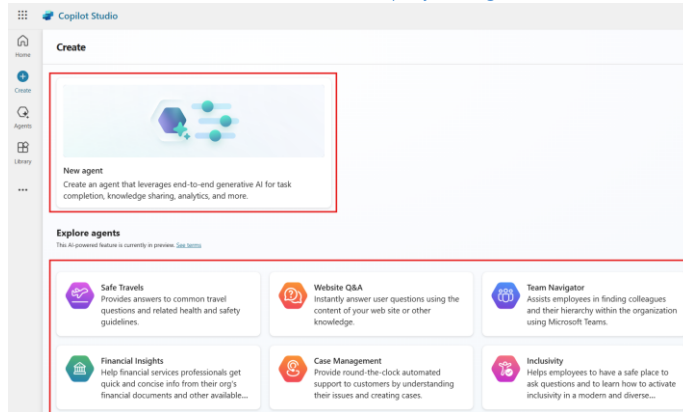 Copilot Studio
Home
Create
Agents
Library
Create
New agent
Create an agent that leverages end-to-end generative AI for task
completion, knowledge sharing, analytics, and more.
Explore agents
This AI-powered feature is currently in preview. See terms
Safe Travels
Provides answers to common travel
questions and related health and safety
guidelines.
Website Q&A
Instantly answer user questions using the
content of your web site or other
knowledge.
Team Navigator
Assists employees in finding colleagues
and their hierarchy within the organization
using Microsoft Teams.
Financial Insights
Help financial services professionals get
quick and concise info from their org's
financial documents and other available...
Case Management
Provide round-the-clock automated
support to customers by understanding
their issues and creating cases.
Inclusivity
Helps employees to have a safe place to
ask questions and to learn how to activate
inclusivity in a modern and diverse...